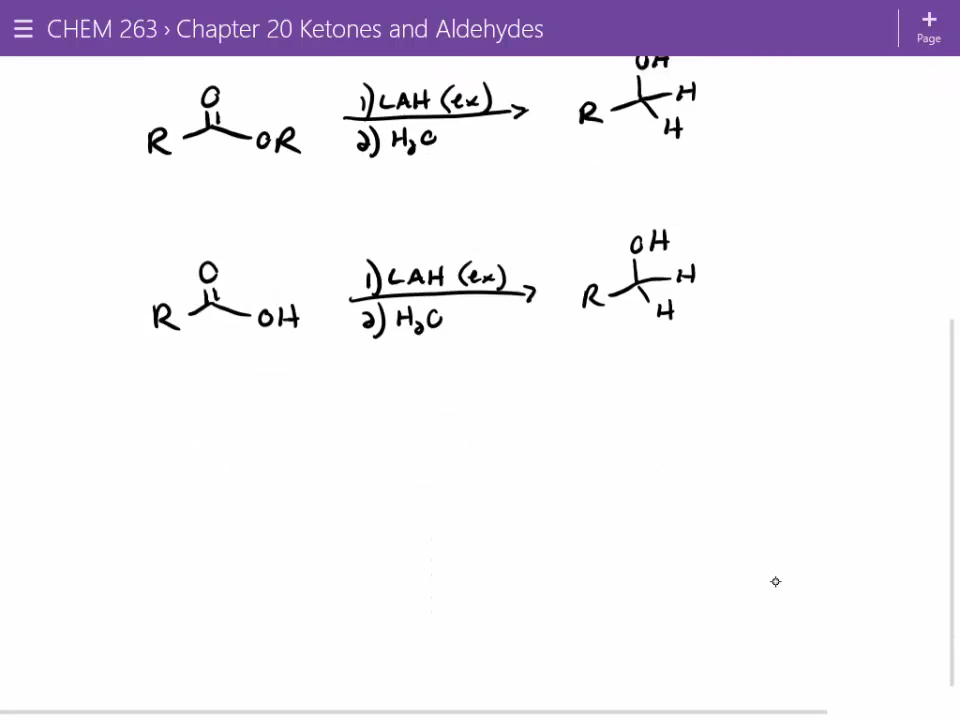 CHEM 263 › Chapter 20 Ketones and Aldehydes
Page
OH
O 1) LAH (ex) H
R OR 2) H₂O R H
OH
O 1) LAH (ex) H
R OH 2) H₂O R H